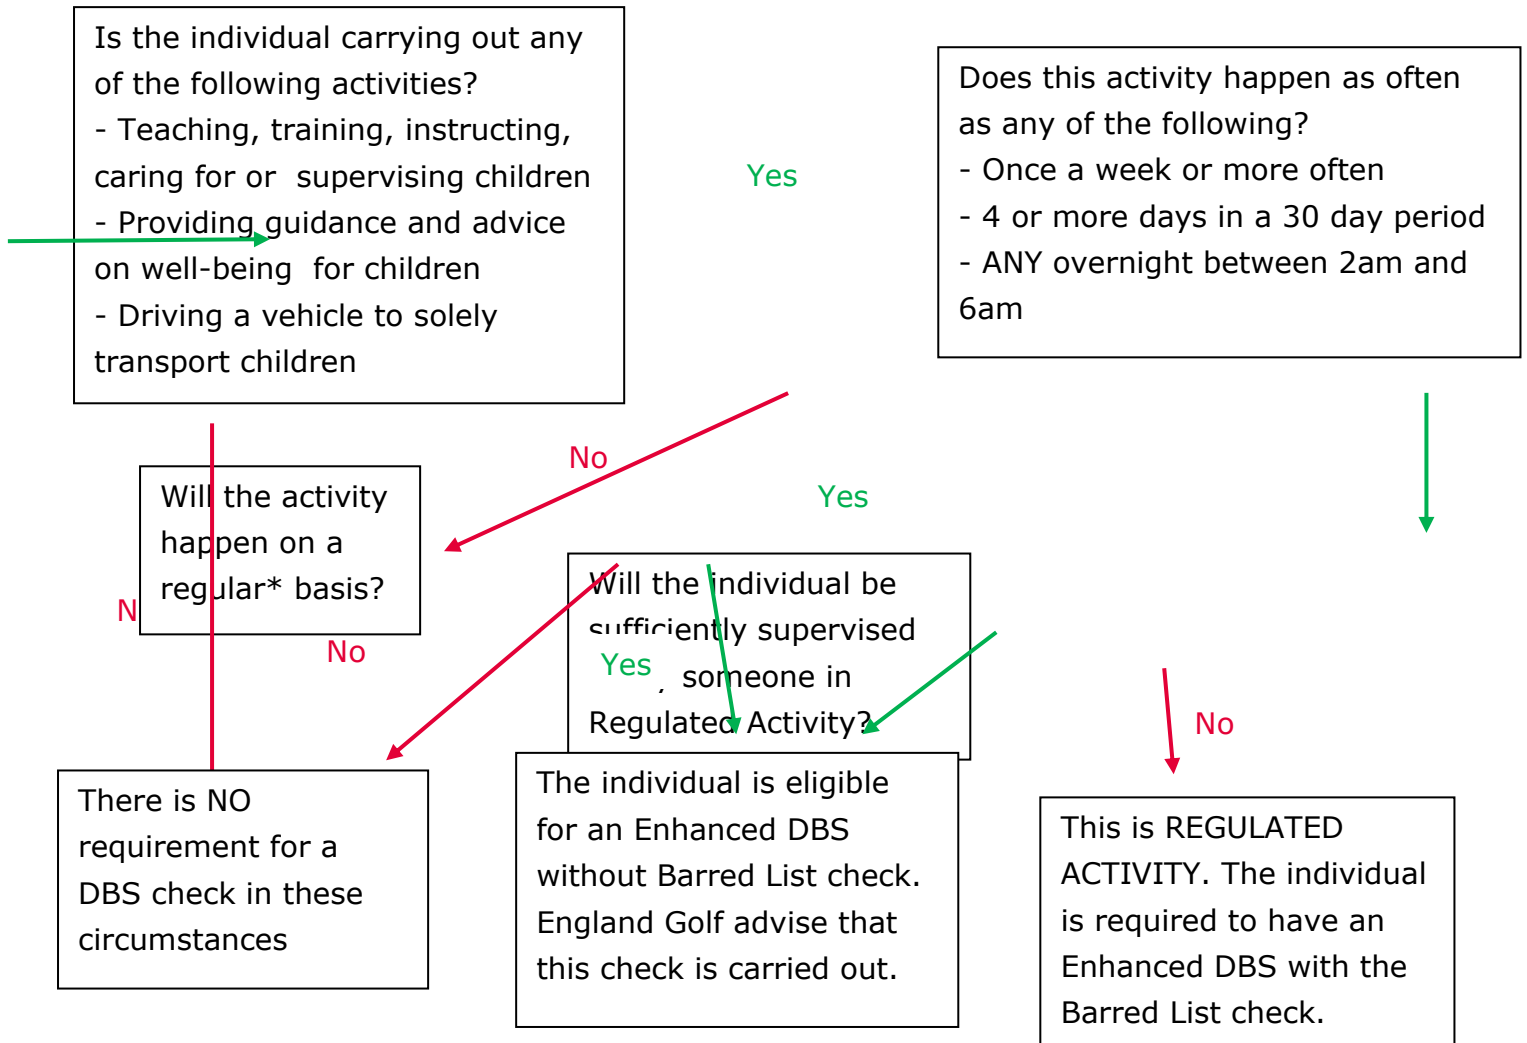 Is the individual carrying out any
of the following activities?
- Teaching, training, instructing,
caring for or supervising children
- Providing guidance and advice
on well-being for children
- Driving a vehicle to solely
transport children
Yes
Does this activity happen as often
as any of the following?
- Once a week or more often
- 4 or more days in a 30 day period
- ANY overnight between 2am and
6am
No
Yes
Will the activity
happen on a
regular* basis?
N
No
Will the individual be
sufficiently supervised
someone in
Regulated Activity?
Yes
No
There is NO
requirement for a
DBS check in these
circumstances
The individual is eligible
for an Enhanced DBS
without Barred List check.
England Golf advise that
this check is carried out.
This is REGULATED
ACTIVITY. The individual
is required to have an
Enhanced DBS with the
Barred List check.